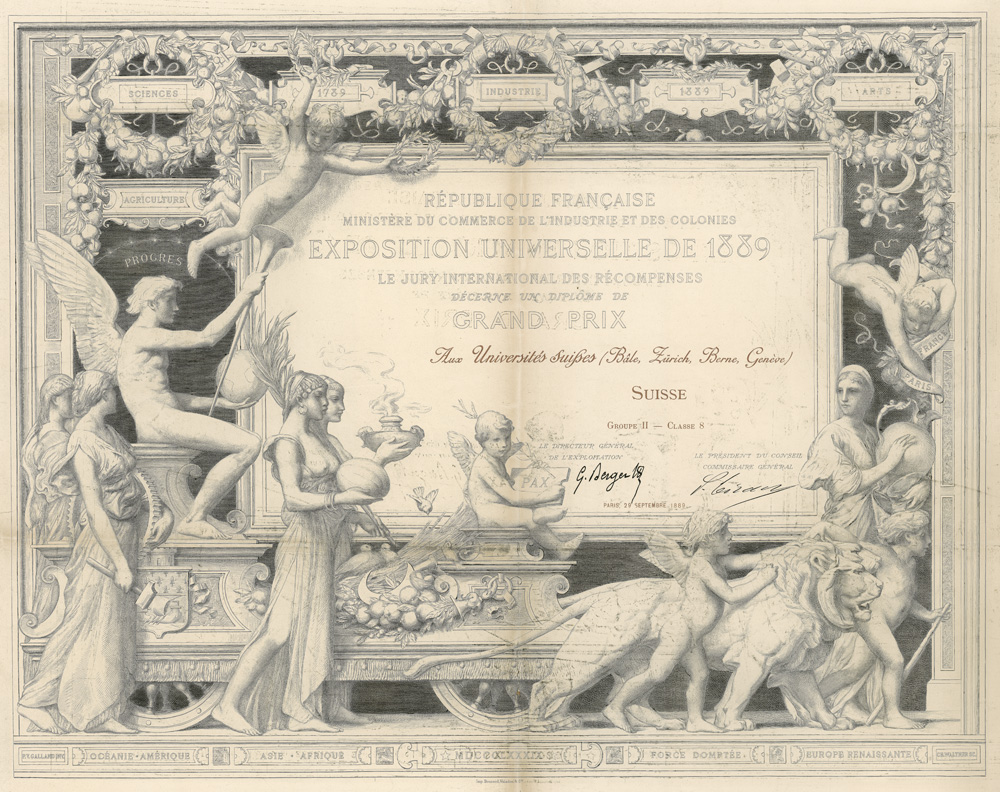 SCIENCES
1789
INDUSTRIE
1889
ARTS
AGRICULTURE
PROGRES
RÉPUBLIQUE FRANÇAISE
MINISTÈRE DU COMMERCE DE L'INDUSTRIE ET DES COLONIES
EXPOSITION UNIVERSELLE DE 1889
LE JURY INTERNATIONAL DES RÉCOMPENSES
DÉCERNE UN DIPLÔME DE
GRAND PRIX
Aux Universités suißes (Bâle, Zürich, Berne, Genève)
SUISSE
GROUPE II — CLASSE 8
LE DIRECTEUR GÉNÉRAL
DE L'EXPLOITATION
G. Berger
LE PRÉSIDENT DU CONSEIL
COMMISSAIRE GÉNÉRAL
PARIS 29 SEPTEMBRE 1889
PAX
FRANC
PARIS
OCÉANIE · AMÉRIQUE
ASIE · AFRIQUE
FORCE DOMPTÉE.
EUROPE RENAISSANTE